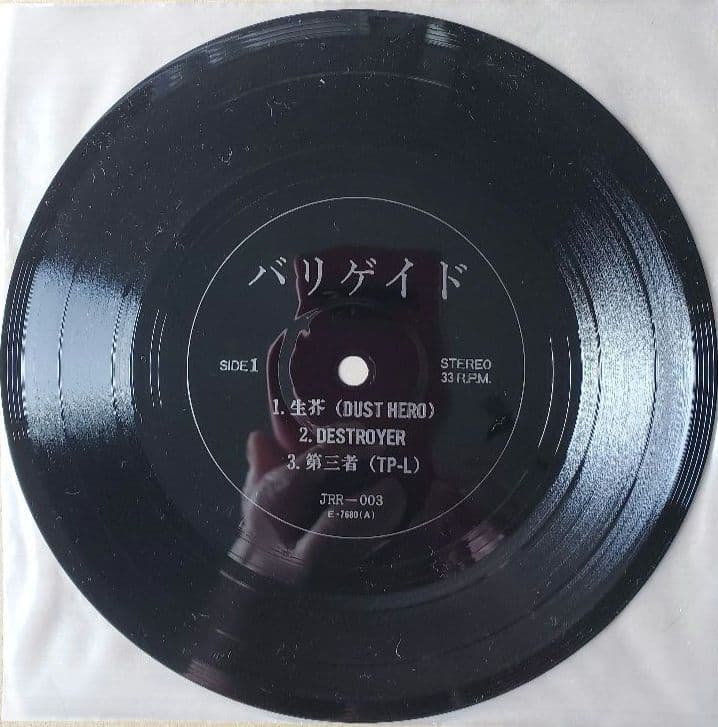 バリゲイド
SIDE 1
STEREO
33 R.P.M.
1. 生芥 (DUST HERO)
2. DESTROYER
3. 第三者 (TP-L)
JRR-003
E-7680(A)